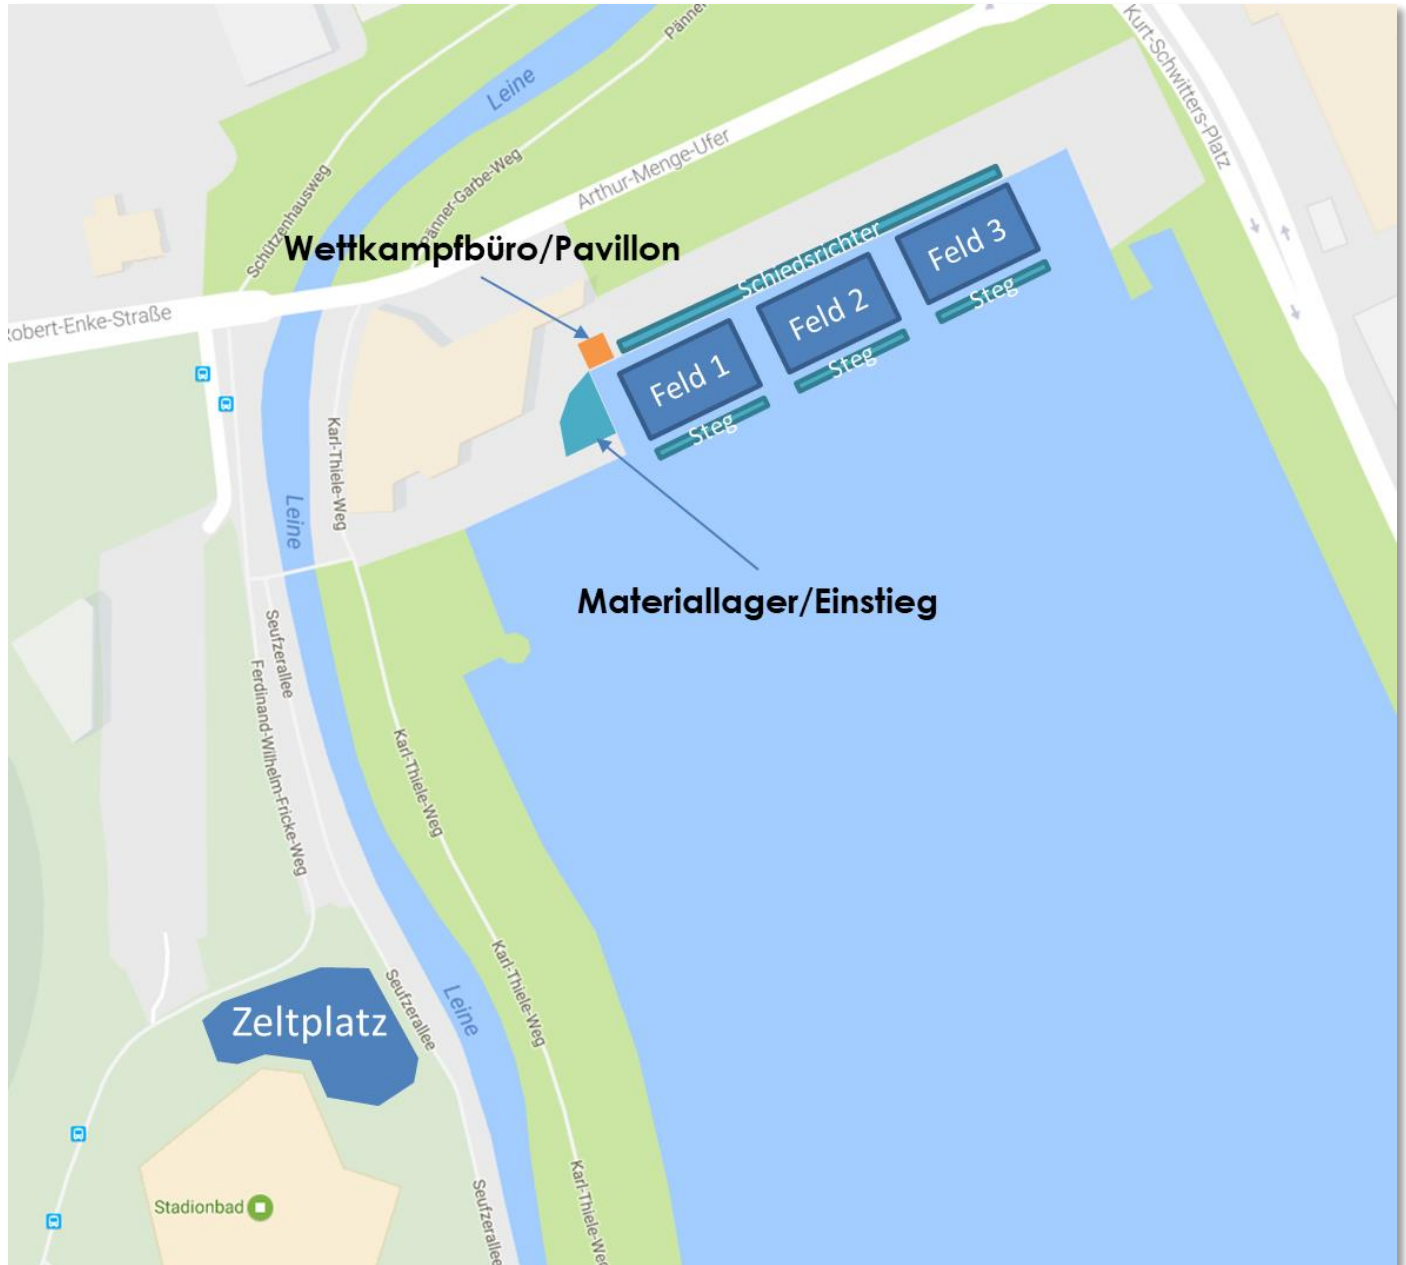 Leine
Pänner
Kurt-Schwitters-Platz
Arthur-Menge-Ufer
Schützenhausweg
änner-Garbe-Weg
Wettkampfbüro/Pavillon
Schiedsrichter
Feld 3
Steg
Feld 2
Steg
Feld 1
Steg
obert-Enke-Straße
Karl-Thiele-Weg
Leine
Materiallager/Einstieg
Seufzerallee
Ferdinand-Wilhelm-Fricke-Weg
Karl-Thiele-Weg
Karl-Thiele-Weg
Seufzerallee
Leine
Zeltplatz
Stadionbad
Seufzerallee
Karl-Thiele-We